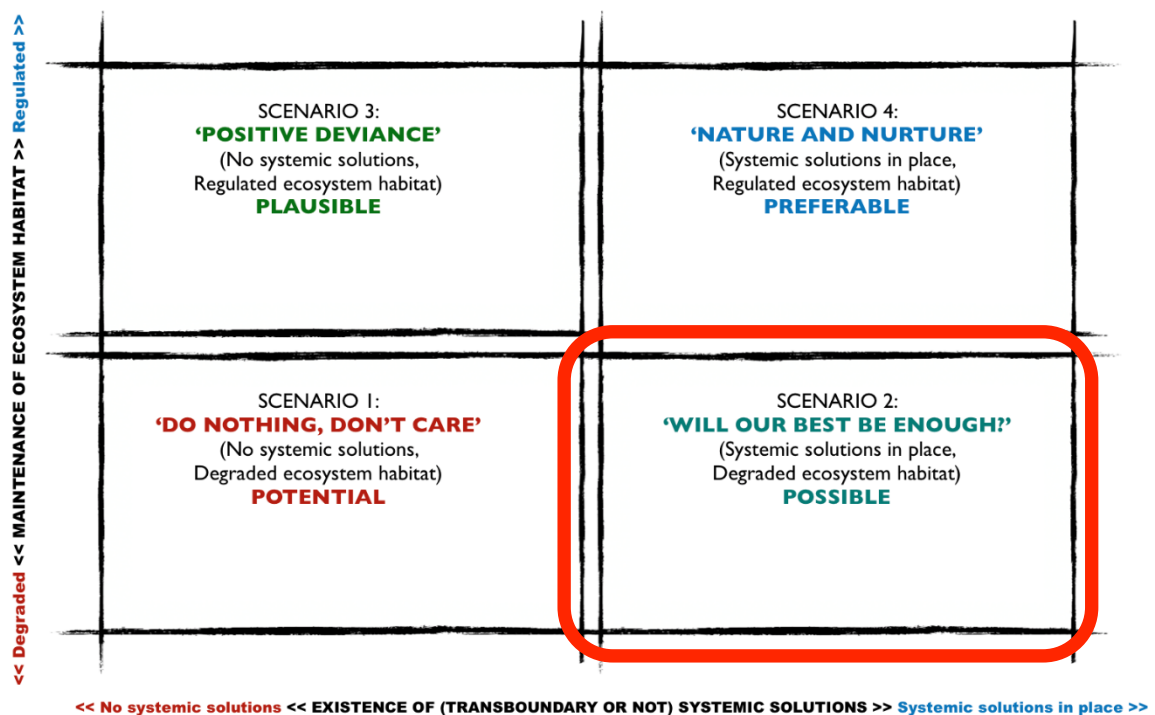 << Degraded << MAINTENANCE OF ECOSYSTEM HABITAT >> Regulated >>
SCENARIO 3:
‘POSITIVE DEVIANCE’
(No systemic solutions,
Regulated ecosystem habitat)
PLAUSIBLE
SCENARIO 4:
‘NATURE AND NURTURE’
(Systemic solutions in place,
Regulated ecosystem habitat)
PREFERABLE
SCENARIO 1:
‘DO NOTHING, DON’T CARE’
(No systemic solutions,
Degraded ecosystem habitat)
POTENTIAL
SCENARIO 2:
‘WILL OUR BEST BE ENOUGH?’
(Systemic solutions in place,
Degraded ecosystem habitat)
POSSIBLE
<< No systemic solutions << EXISTENCE OF (TRANSBOUNDARY OR NOT) SYSTEMIC SOLUTIONS >> Systemic solutions in place >>